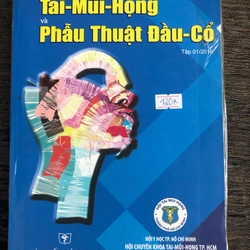 Tai-Mũi-Họng
và
Phẫu Thuật Đầu-Cổ
Tập 01/2016
120K
HỘI Y HỌC TP. HỒ CHÍ MINH
HỘI CHUYÊN KHOA TAI-MŨI-HỌNG TP. HCM